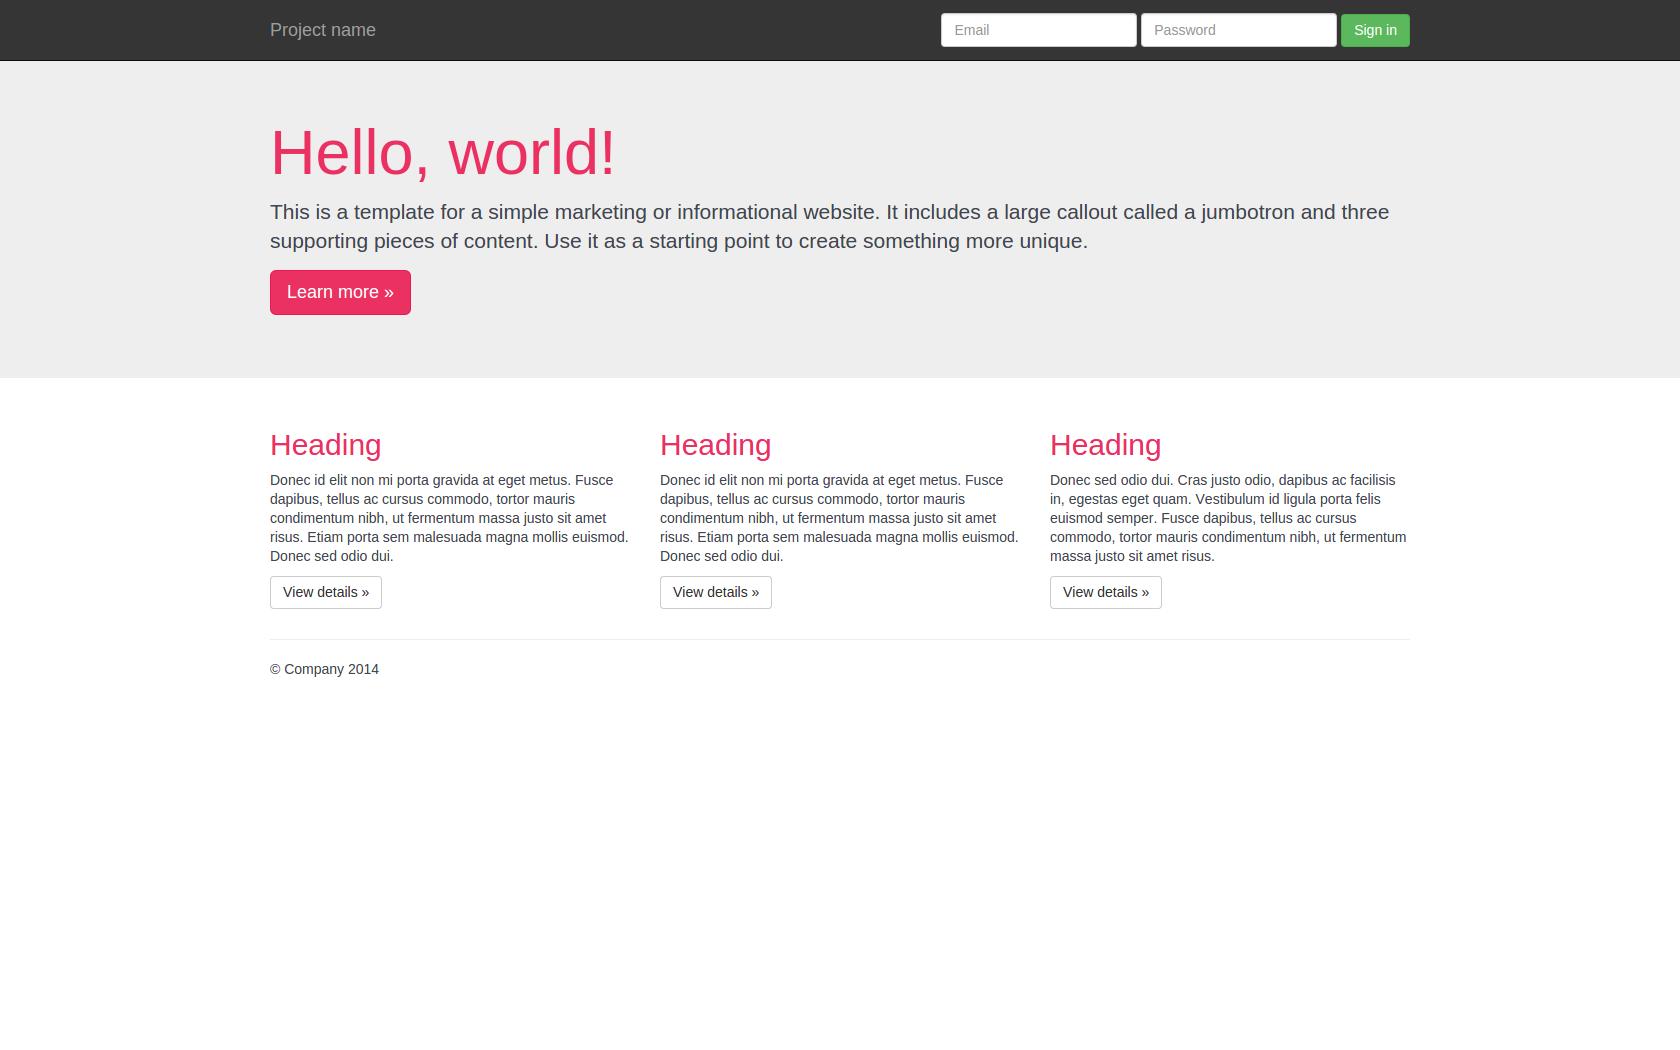 Project name
Email
Password
Sign in
Hello, world!
This is a template for a simple marketing or informational website. It includes a large callout called a jumbotron and three
supporting pieces of content. Use it as a starting point to create something more unique.
Learn more »
Heading
Donec id elit non mi porta gravida at eget metus. Fusce
dapibus, tellus ac cursus commodo, tortor mauris
condimentum nibh, ut fermentum massa justo sit amet
risus. Etiam porta sem malesuada magna mollis euismod.
Donec sed odio dui.
View details »
Heading
Donec id elit non mi porta gravida at eget metus. Fusce
dapibus, tellus ac cursus commodo, tortor mauris
condimentum nibh, ut fermentum massa justo sit amet
risus. Etiam porta sem malesuada magna mollis euismod.
Donec sed odio dui.
View details »
Heading
Donec sed odio dui. Cras justo odio, dapibus ac facilisis
in, egestas eget quam. Vestibulum id ligula porta felis
euismod semper. Fusce dapibus, tellus ac cursus
commodo, tortor mauris condimentum nibh, ut fermentum
massa justo sit amet risus.
View details »
© Company 2014